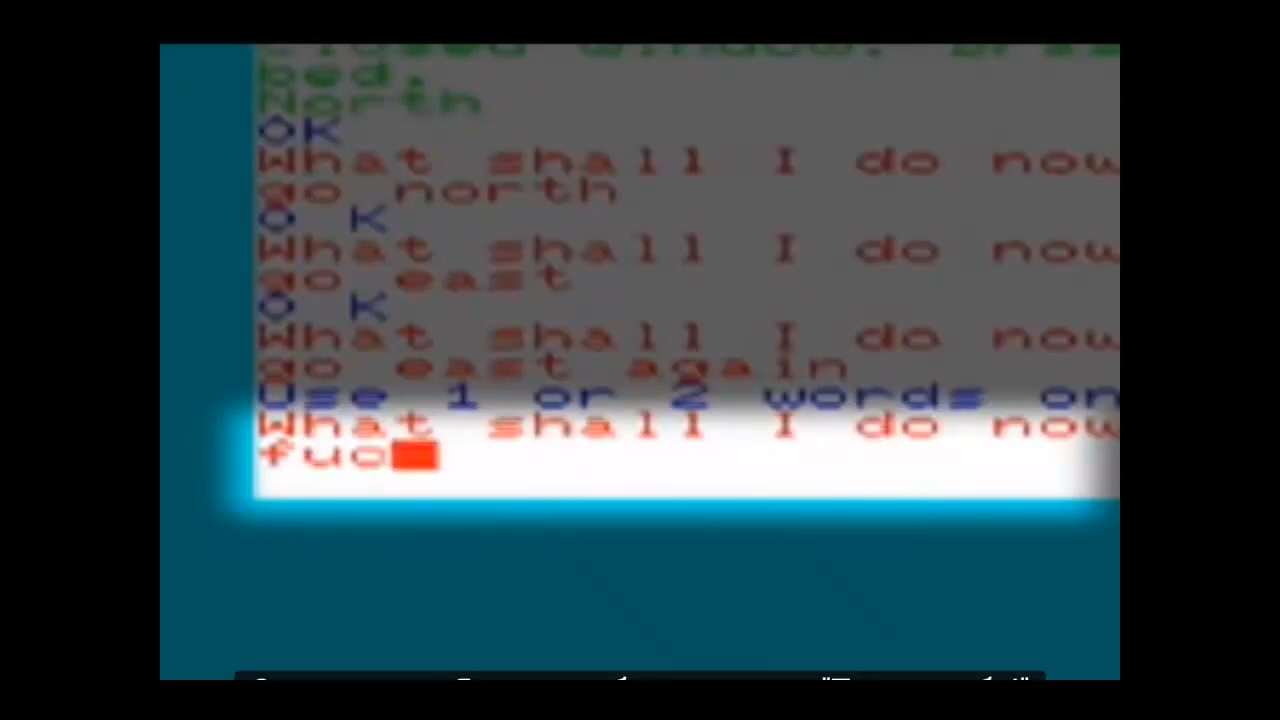 bed.
North
OK
What shall I do now
go north
O K
What shall I do now
go east
O K
What shall I do now
go east again
Use 1 or 2 words on
What shall I do now
fuo